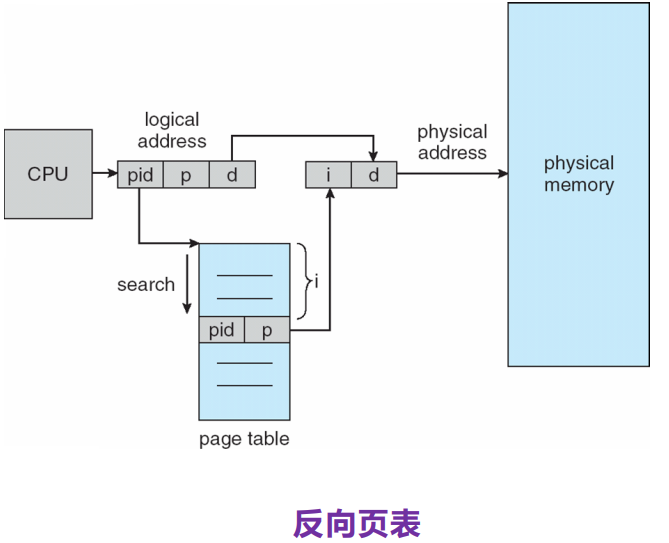 logical
address
physical
address
CPU
pid p d
i d
physical
memory
search
i
pid p
page table
反向页表